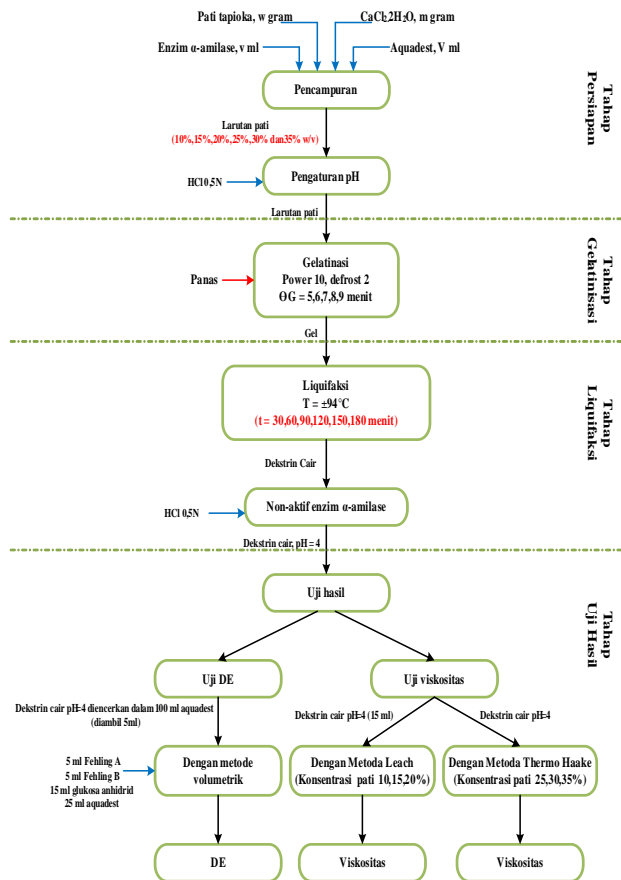 Pati tapioka, w gram
CaCl₂.2H₂O, m gram
Enzim α-amilase, v ml
Aquadest, V ml
Pencampuran
Tahap
Persiapan
Larutan pati
(10%,15%,20%,25%,30% dan35% w/v)
HCl 0,5N
Pengaturan pH
Larutan pati
Gelatinasi
Power 10, defrost 2
ΘG = 5,6,7,8,9 menit
Panas
Tahap
Gelatinisasi
Gel
Liquifaksi
T = ±94°C
(t = 30,60,90,120,150,180 menit)
Tahap
Liquifaksi
Dekstrin Cair
HCl 0,5N
Non-aktif enzim α-amilase
Dekstrin cair, pH = 4
Uji hasil
Tahap
Uji Hasil
Uji DE
Uji viskositas
Dekstrin cair pH=4 diencerkan dalam 100 ml aquadest
(diambil 5ml)
Dekstrin cair pH=4 (15 ml)
Dekstrin cair pH=4
5 ml Fehling A
5 ml Fehling B
15 ml glukosa anhidrid
25 ml aquadest
Dengan metode
volumetrik
Dengan Metoda Leach
(Konsentrasi pati 10,15,20%)
Dengan Metoda Thermo Haake
(Konsentrasi pati 25,30,35%)
DE
Viskositas
Viskositas